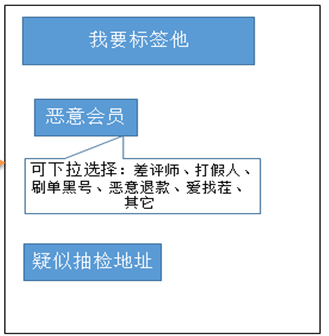 我要标签他
恶意会员
可下拉选择：差评师、打假人、
刷单黑号、恶意退款、爱找茬、
其它
疑似抽检地址